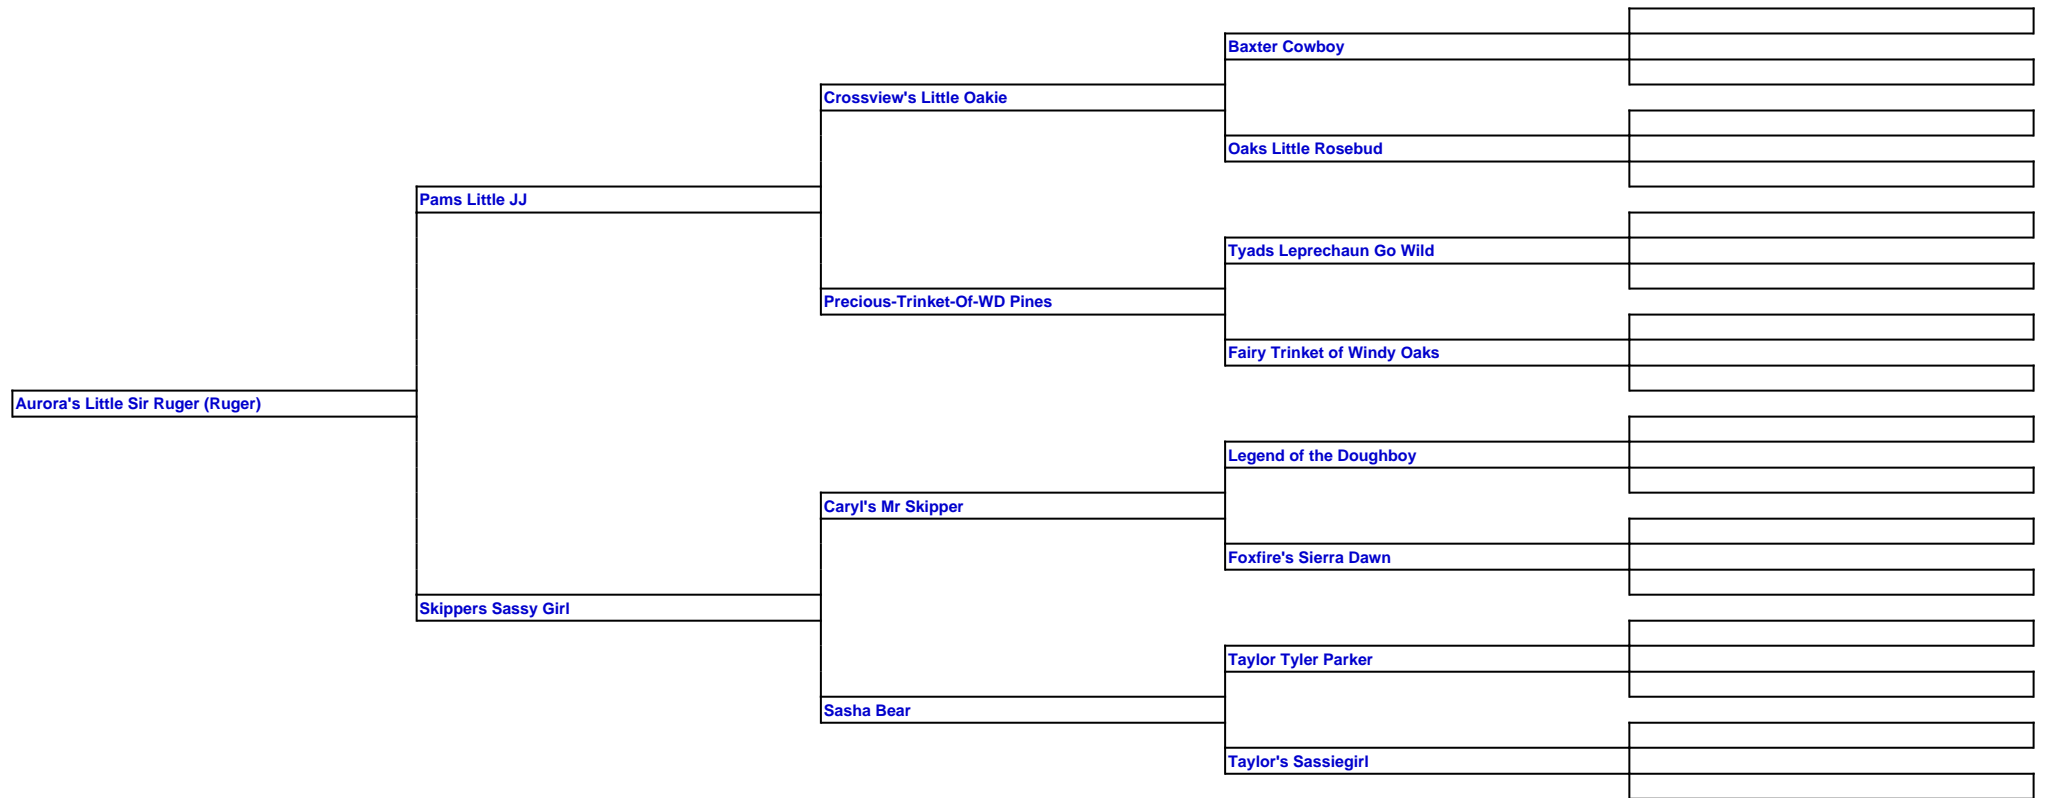 Baxter Cowboy
Crossview's Little Oakie
Oaks Little Rosebud
Pams Little JJ
Tyads Leprechaun Go Wild
Precious-Trinket-Of-WD Pines
Fairy Trinket of Windy Oaks
Aurora's Little Sir Ruger (Ruger)
Legend of the Doughboy
Caryl's Mr Skipper
Foxfire's Sierra Dawn
Skippers Sassy Girl
Taylor Tyler Parker
Sasha Bear
Taylor's Sassiegirl